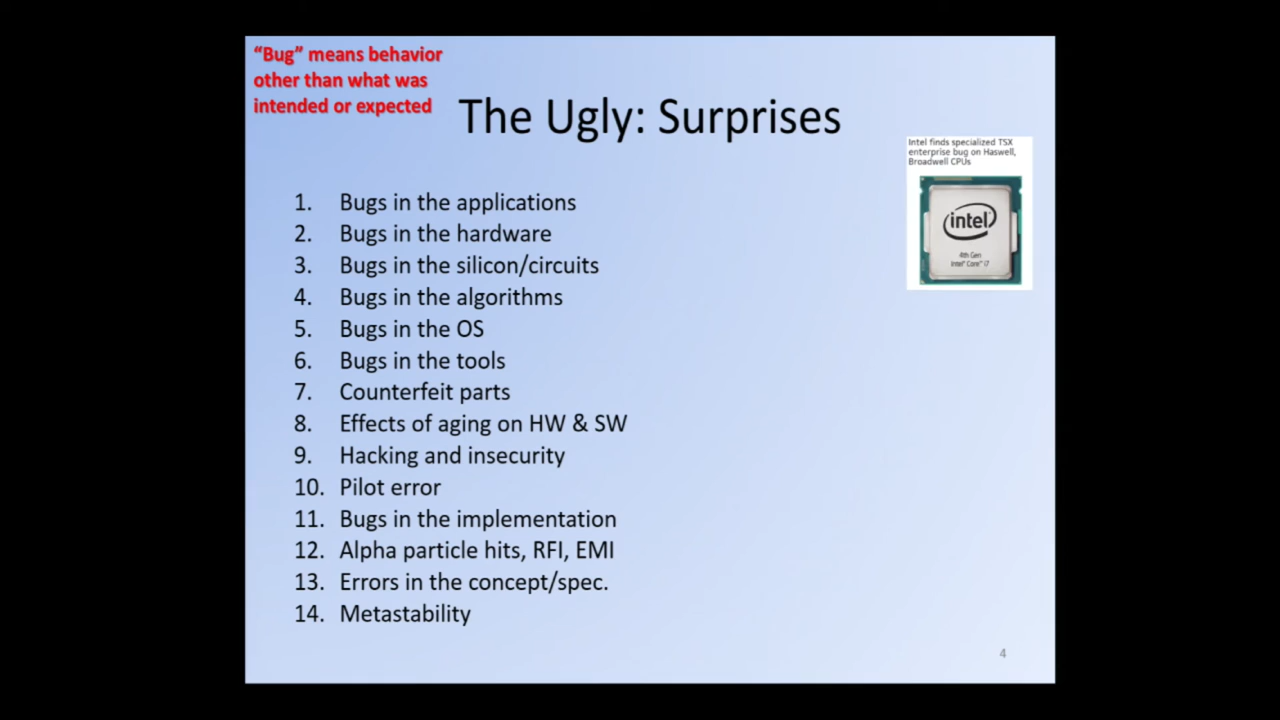 “Bug” means behavior
other than what was
intended or expected
The Ugly: Surprises
Intel finds specialized TSX
enterprise bug on Haswell,
Broadwell CPUs
intel
4th Gen
Intel® Core™ i7
1. Bugs in the applications
2. Bugs in the hardware
3. Bugs in the silicon/circuits
4. Bugs in the algorithms
5. Bugs in the OS
6. Bugs in the tools
7. Counterfeit parts
8. Effects of aging on HW & SW
9. Hacking and insecurity
10. Pilot error
11. Bugs in the implementation
12. Alpha particle hits, RFI, EMI
13. Errors in the concept/spec.
14. Metastability
4